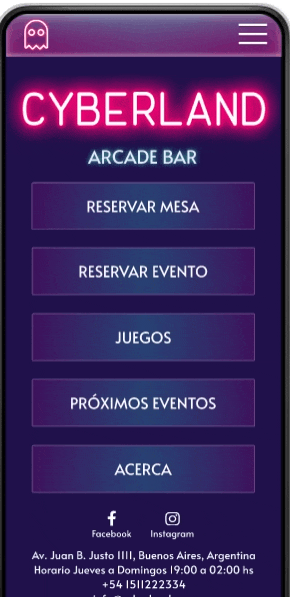 CYBERLAND
ARCADE BAR
RESERVAR MESA
RESERVAR EVENTO
JUEGOS
PRÓXIMOS EVENTOS
ACERCA
Facebook Instagram
Av. Juan B. Justo 1111, Buenos Aires, Argentina
Horario Jueves a Domingos 19:00 a 02:00 hs
+54 1511222334